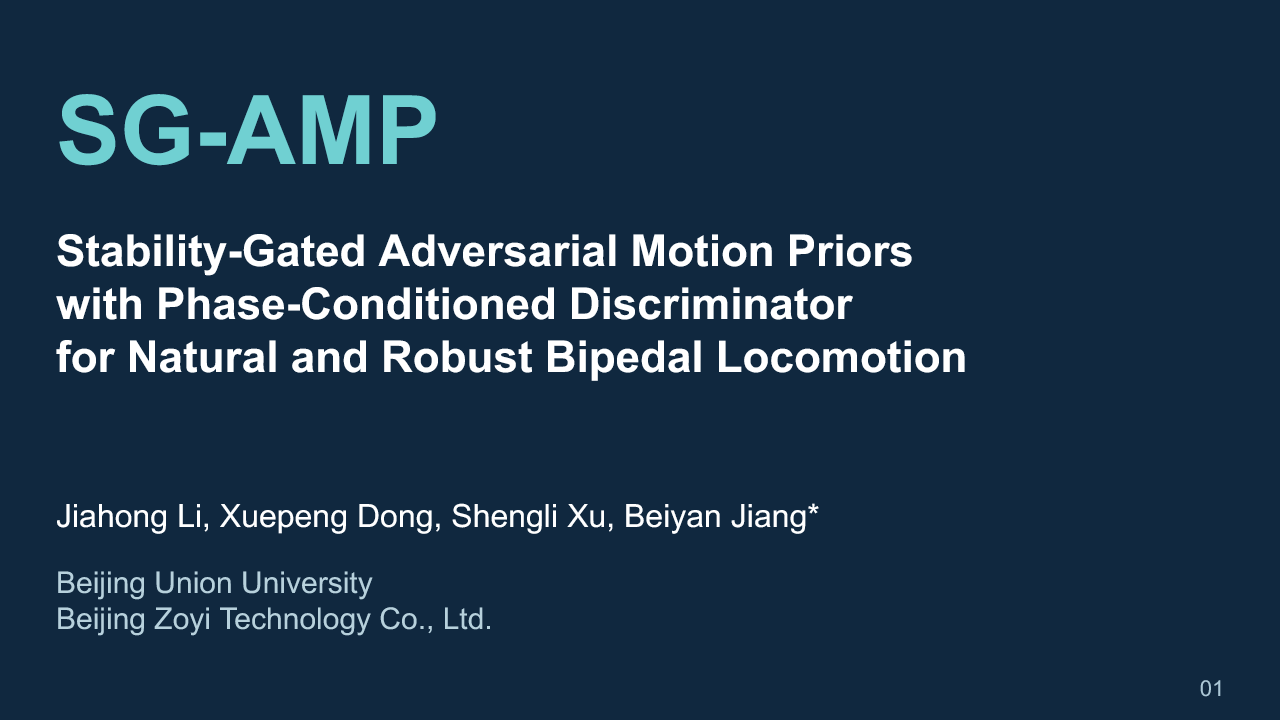 SG-AMP
Stability-Gated Adversarial Motion Priors
with Phase-Conditioned Discriminator
for Natural and Robust Bipedal Locomotion
Jiahong Li, Xuepeng Dong, Shengli Xu, Beiyan Jiang*
Beijing Union University
Beijing Zoyi Technology Co., Ltd.
01